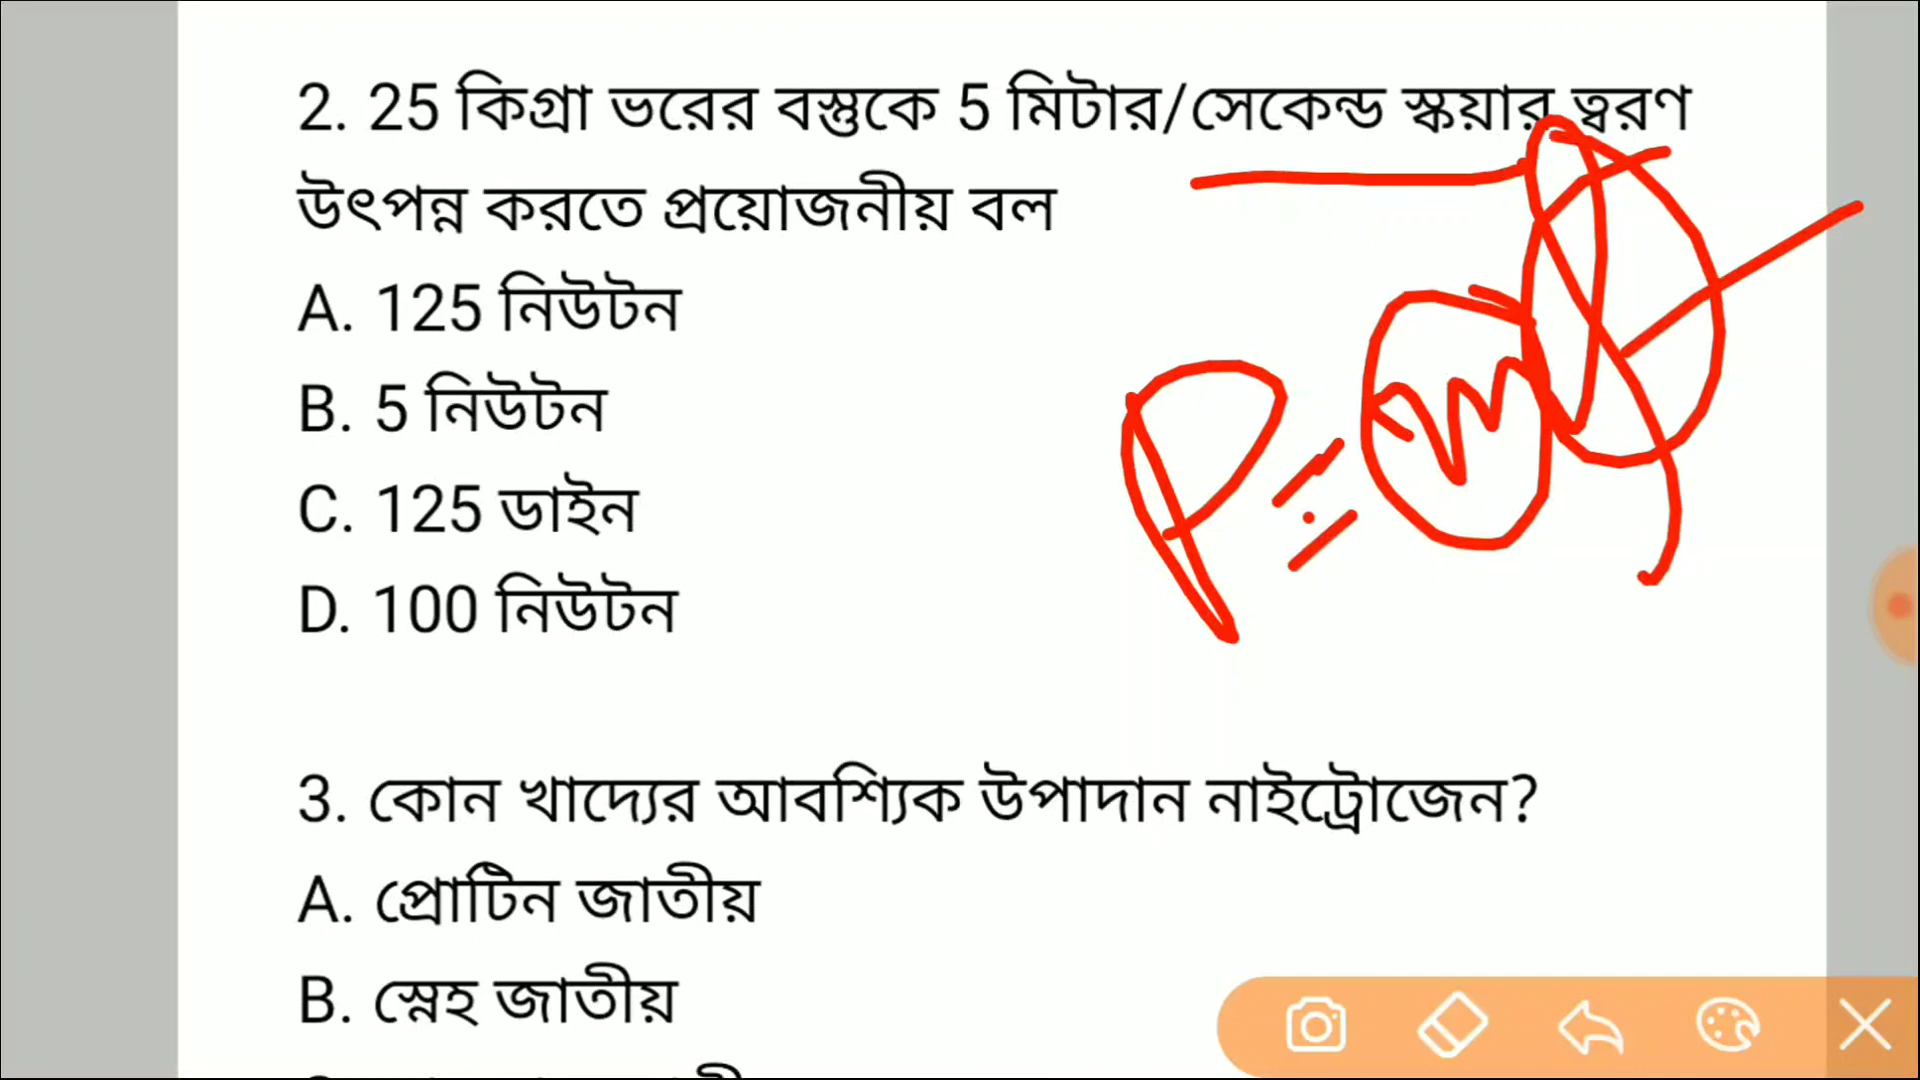 2. 25 কিগ্রা ভরের বস্তুকে 5 মিটার/সেকেন্ড স্কয়ার ত্বরণ
উৎপন্ন করতে প্রয়োজনীয় বল
A. 125 নিউটন
B. 5 নিউটন
C. 125 ডাইন
D. 100 নিউটন
P = mf
3. কোন খাদ্যের আবশ্যিক উপাদান নাইট্রোজেন?
A. প্রোটিন জাতীয়
B. স্নেহ জাতীয়